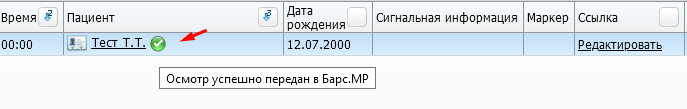 Время Пациент Дата рождения Сигнальная информация Маркер Ссылка
00:00 Тест Т.Т. 12.07.2000 Редактировать
Осмотр успешно передан в Барс.МР